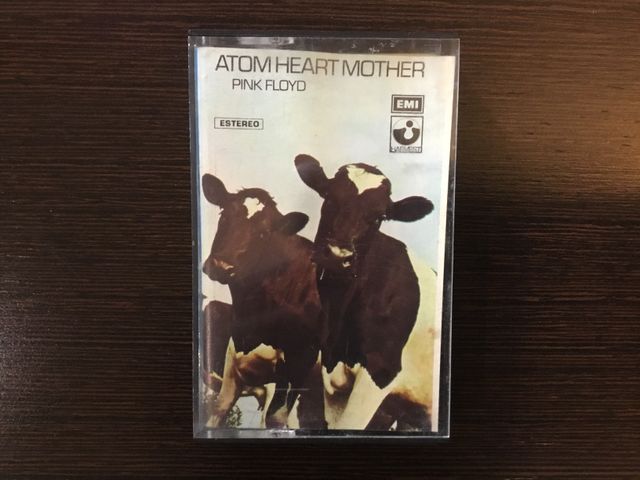 ATOM HEART MOTHER
PINK FLOYD
EMI
ESTEREO
HARVEST